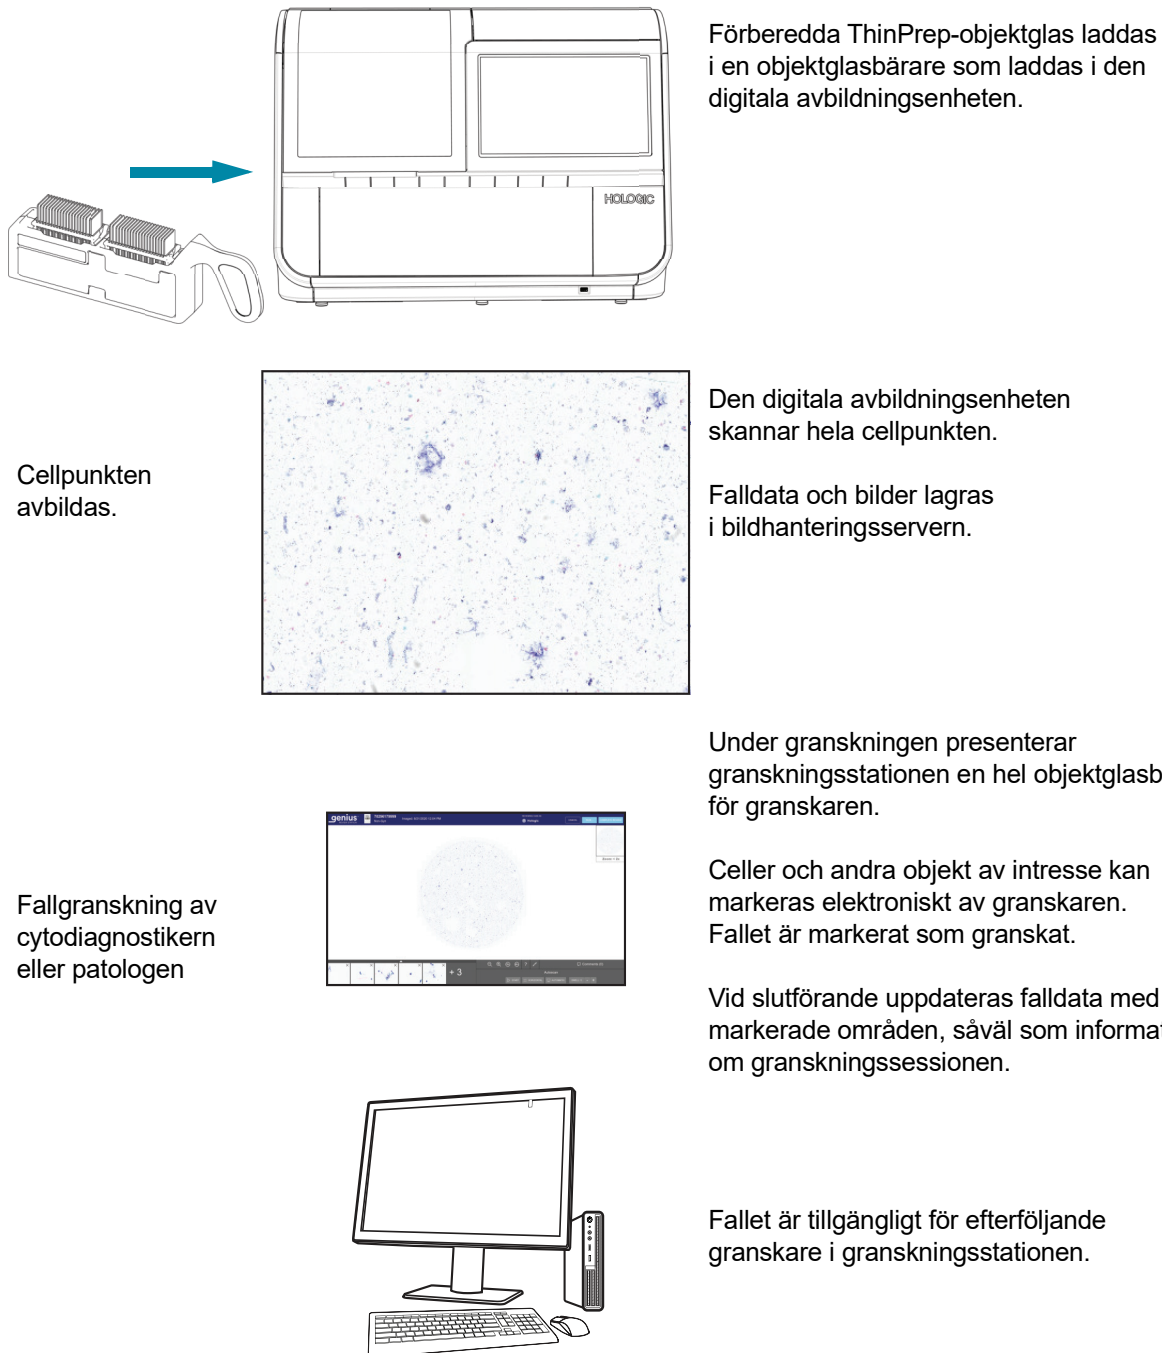 Förberedda ThinPrep-objektglas laddas
i en objektglasbärare som laddas i den
digitala avbildningsenheten.
HOLOGIC
Cellpunkten
avbildas.
Den digitala avbildningsenheten
skannar hela cellpunkten.
Falldata och bilder lagras
i bildhanteringsservern.
Fallgranskning av
cytodiagnostikern
eller patologen
genius
+ 3
Under granskningen presenterar
granskningsstationen en hel objektglasb
för granskaren.
Celler och andra objekt av intresse kan
markeras elektroniskt av granskaren.
Fallet är markerat som granskat.
Vid slutförande uppdateras falldata med
markerade områden, såväl som informat
om granskningssessionen.
Fallet är tillgängligt för efterföljande
granskare i granskningsstationen.